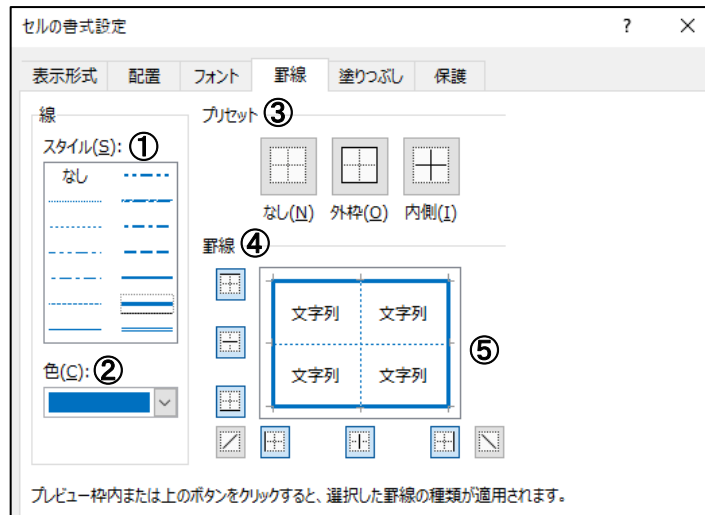 セルの書式設定 ? ×
表示形式 配置 フォント 罫線 塗りつぶし 保護
線
スタイル(S): ①
なし
色(C): ②
プリセット ③
なし(N) 外枠(O) 内側(I)
罫線 ④
文字列 文字列
文字列 文字列
⑤
プレビュー枠内または上のボタンをクリックすると、選択した罫線の種類が適用されます。